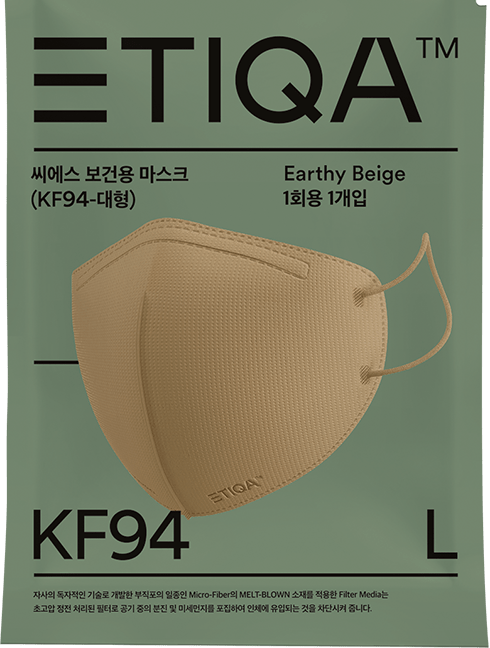 ETIQA™
씨에스 보건용 마스크
(KF94-대형)
Earthy Beige
1회용 1개입
ETIQA™
KF94
L
자사의 독자적인 기술로 개발한 부직포의 일종인 Micro-Fiber의 MELT-BLOWN 소재를 적용한 Filter Media는
초고압 정전 처리된 필터로 공기 중의 분진 및 미세먼지를 포집하여 인체에 유입되는 것을 차단시켜 줍니다.